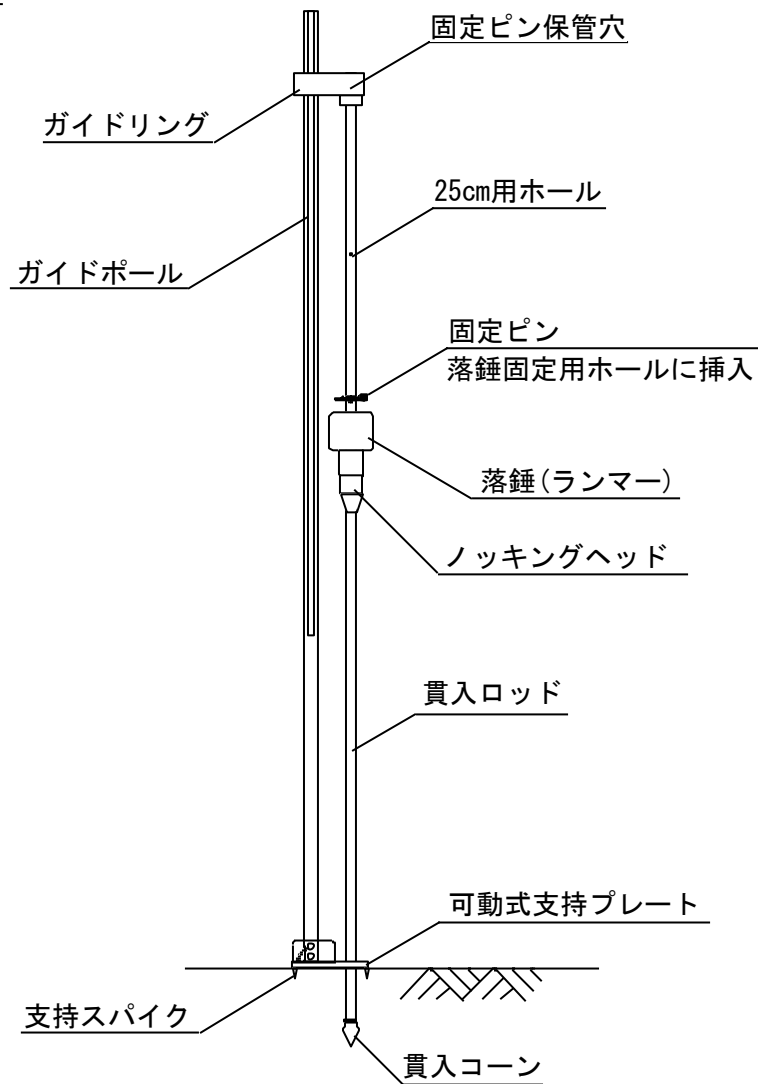 固定ピン保管穴
ガイドリング
25cm用ホール
ガイドポール
固定ピン
落錘固定用ホールに挿入
落錘(ランマー)
ノッキングヘッド
貫入ロッド
可動式支持プレート
支持スパイク
貫入コーン